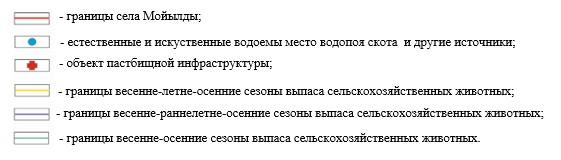 - границы села Мойылды;
- естественные и искуственные водоемы место водопоя скота и другие источники;
- объект пастбищной инфраструктуры;
- границы весенне-летне-осенние сезоны выпаса сельскохозяйственных животных;
- границы весенне-раннелетне-осенние сезоны выпаса сельскохозяйственных животных;
- границы весенне-осенние сезоны выпаса сельскохозяйственных животных.